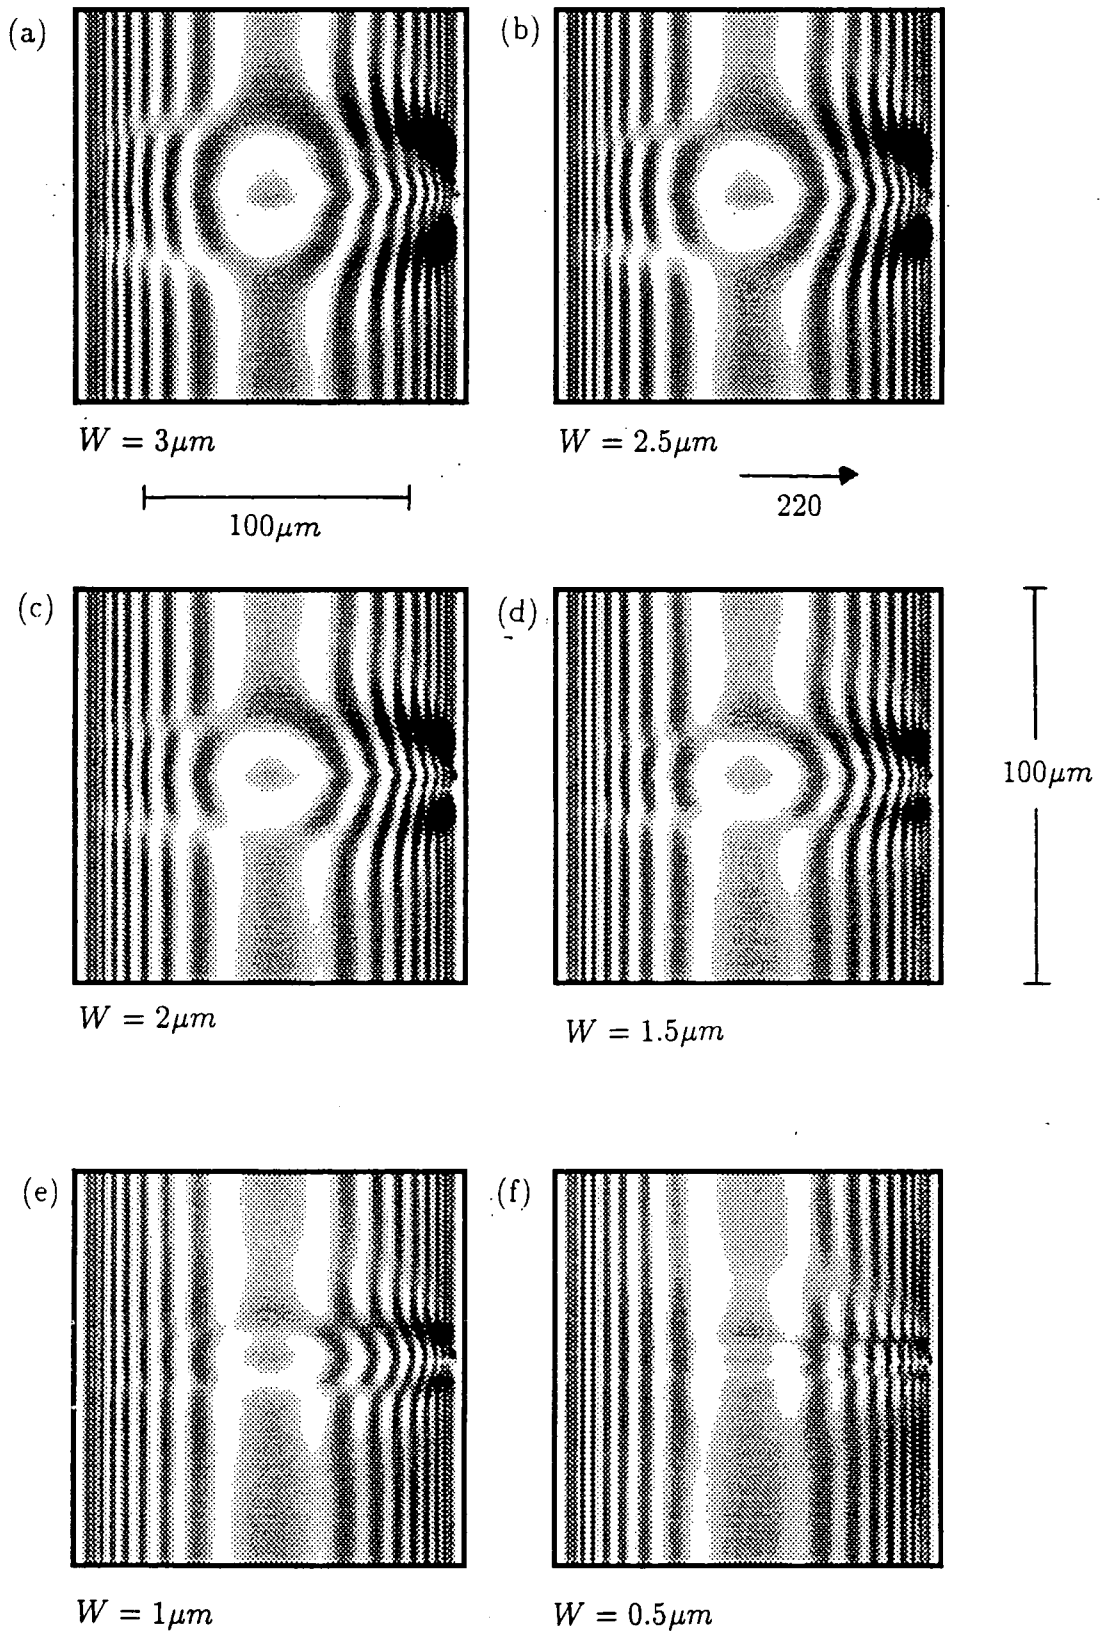 (a)
(b)
W = 3μm
W = 2.5μm
100μm
220
(c)
(d)
100μm
W = 2μm
W = 1.5μm
(e)
(f)
W = 1μm
W = 0.5μm